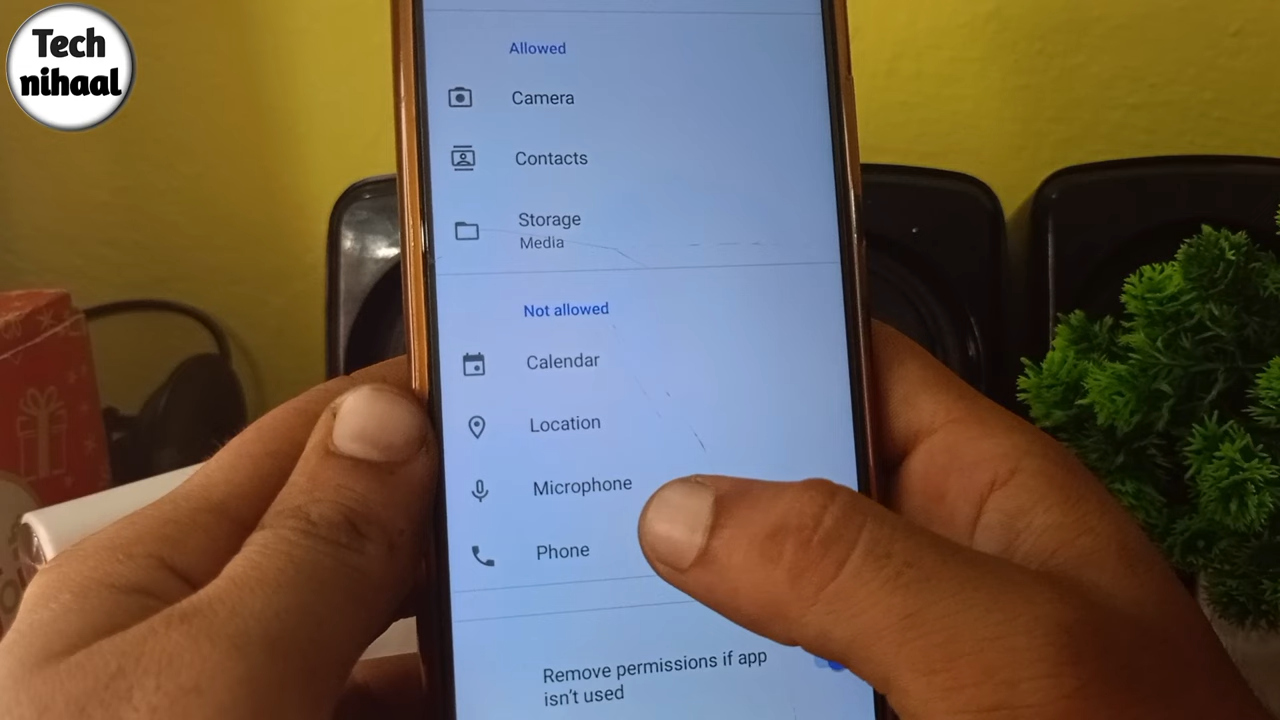 Tech
nihaal
Allowed
Camera
Contacts
Storage
Media
Not allowed
Calendar
Location
Microphone
Phone
Remove permissions if app
isn't used